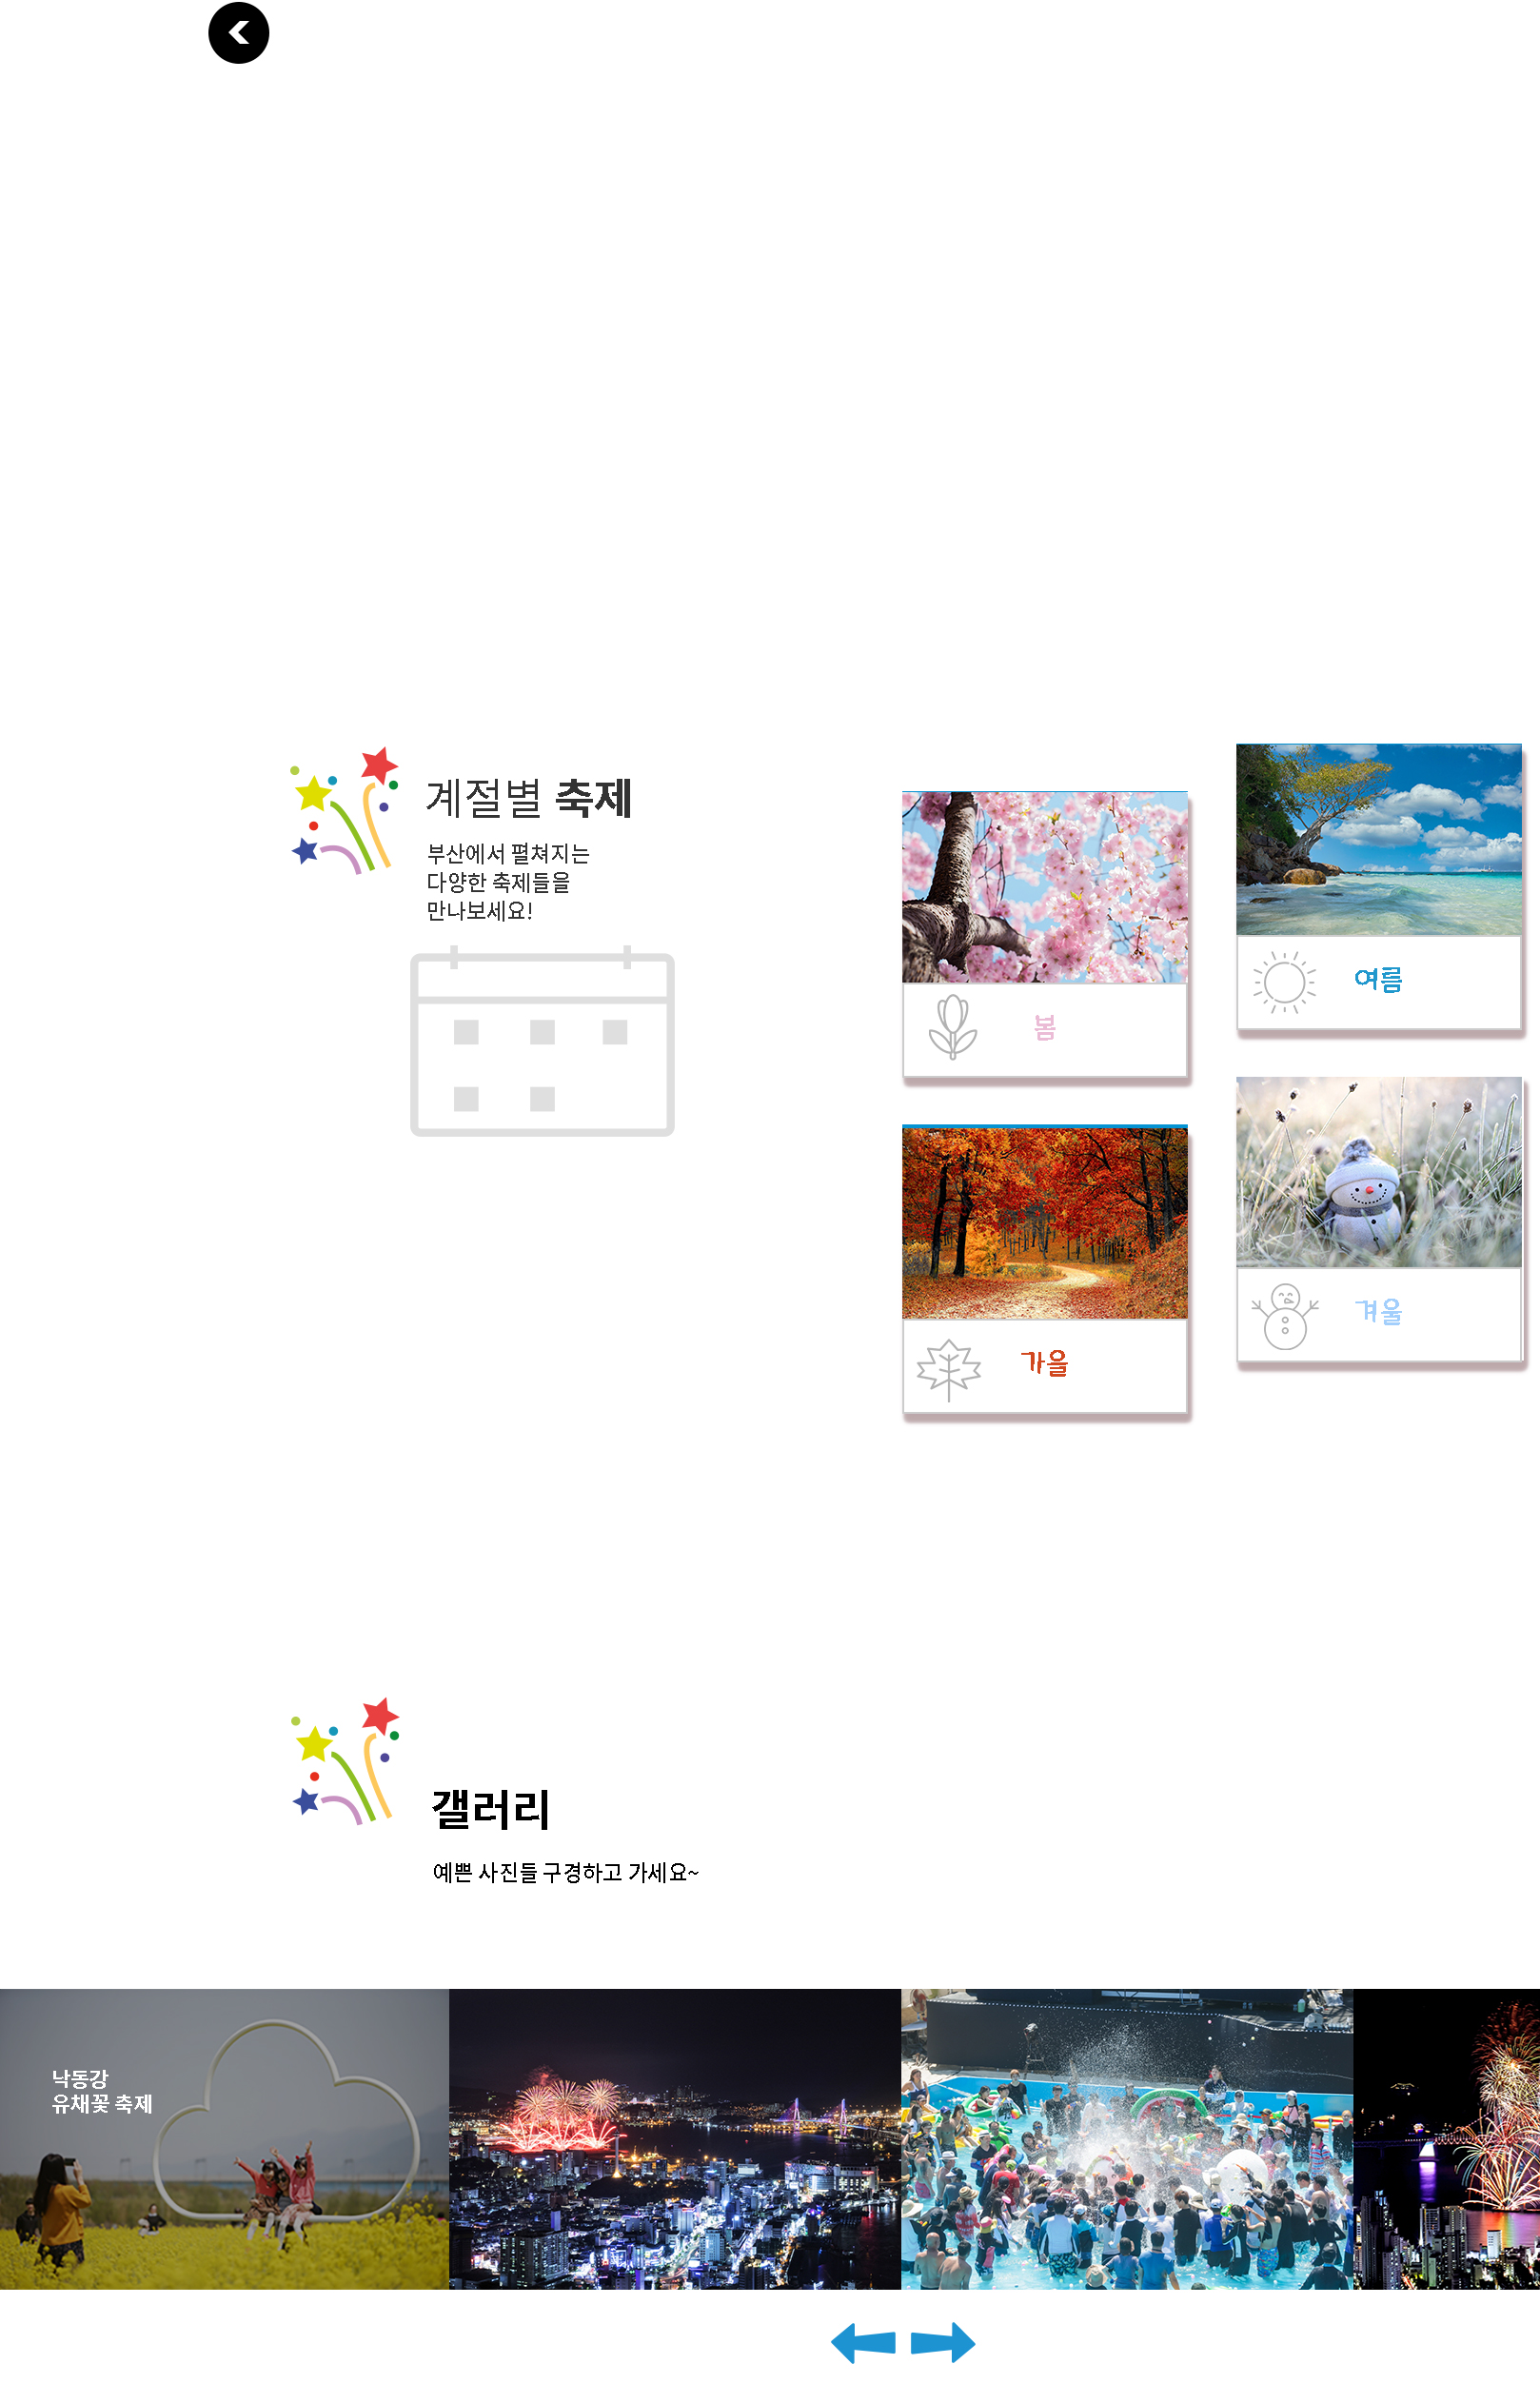 계절별 축제
부산에서 펼쳐지는
다양한 축제들을
만나보세요!
여름
봄
겨울
가을
갤러리
예쁜 사진들 구경하고 가세요~
낙동강
유채꽃 축제